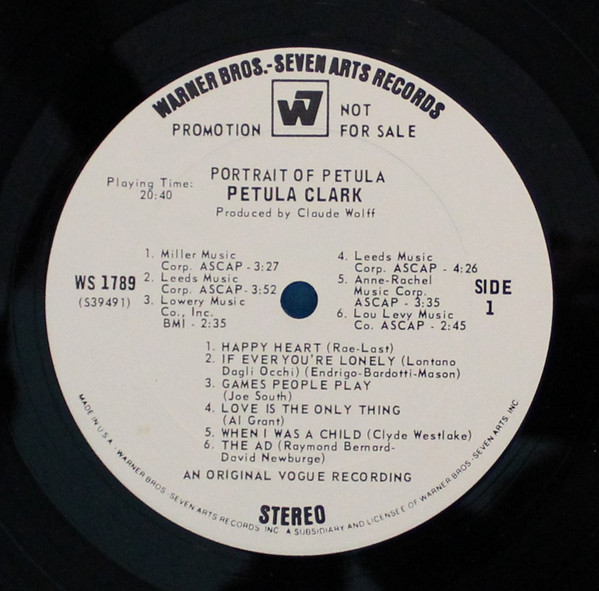 WARNER BROS.-SEVEN ARTS RECORDS
W7
PROMOTION NOT FOR SALE
PORTRAIT OF PETULA
PETULA CLARK
Produced by Claude Wolff
Playing Time:
20:40
WS 1789
(S39491)
1. Miller Music
Corp. ASCAP - 3:27
2. Leeds Music
Corp. ASCAP - 3:52
3. Lowery Music
Co., Inc.
BMI - 2:35
4. Leeds Music
Corp. ASCAP - 4:26
5. Anne-Rachel
Music Corp.
ASCAP - 3:35
6. Lou Levy Music
Co. ASCAP - 2:45
SIDE
1
1. HAPPY HEART (Rae-Last)
2. IF EVER YOU'RE LONELY (Lontano
Dagli Occhi) (Endrigo-Bardotti-Mason)
3. GAMES PEOPLE PLAY
(Joe South)
4. LOVE IS THE ONLY THING
(Al Grant)
5. WHEN I WAS A CHILD (Clyde Westlake)
6. THE AD (Raymond Bernard-
David Newburge)
AN ORIGINAL VOGUE RECORDING
STEREO
MADE IN U.S.A. - WARNER BROS.-SEVEN ARTS RECORDS INC. A SUBSIDIARY AND LICENSEE OF WARNER BROS.-SEVEN ARTS, INC.